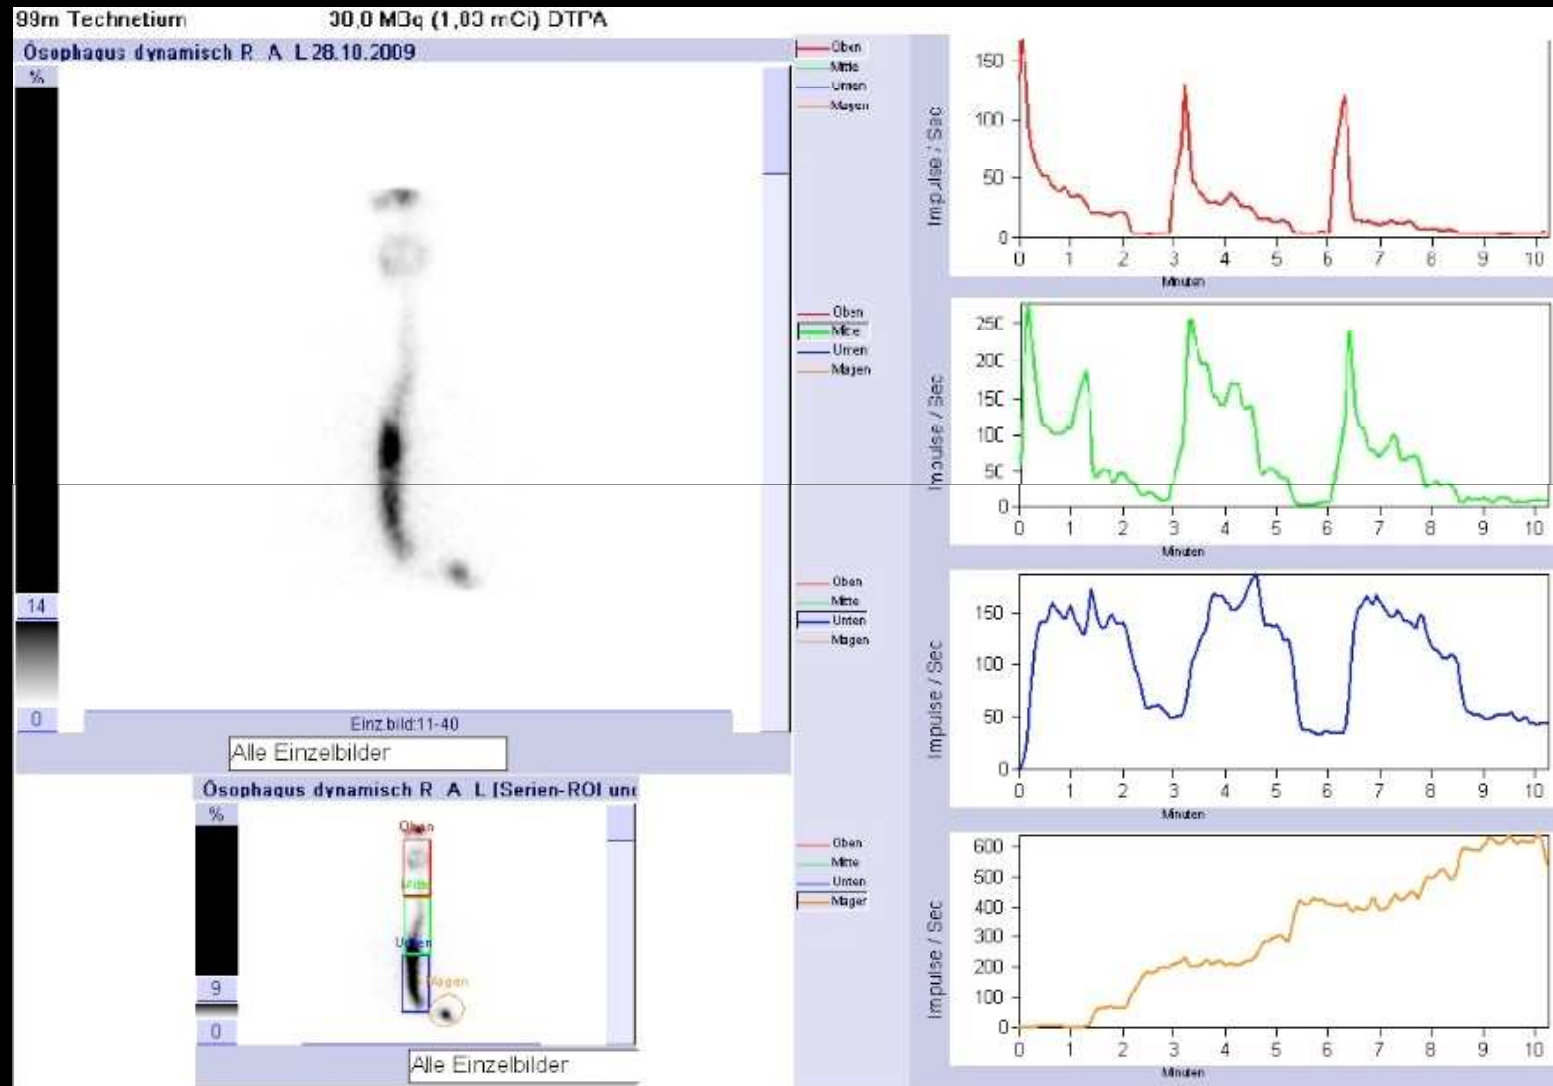 99m Technetium 30,0 MBq (1,83 mCi) DTPA
Ösophagus dynamisch R A L 28.10.2009
%
14
0
Einz.bild:11-40
Alle Einzelbilder
Ösophagus dynamisch R A L [Serien-ROI und
%
9
0
Oben
Mitte
Unten
Magen
Alle Einzelbilder
Oben
Mitte
Unten
Magen
Impulse / Sec
150
100
50
0
0 1 2 3 4 5 6 7 8 9 10
Minuten
Oben
Mitte
Unten
Magen
Impulse / Sec
250
200
150
100
50
0
0 1 2 3 4 5 6 7 8 9 10
Minuten
Oben
Mitte
Unten
Magen
Impulse / Sec
150
100
50
0
0 1 2 3 4 5 6 7 8 9 10
Minuten
Oben
Mitte
Unten
Magen
Impulse / Sec
600
500
400
300
200
100
0
0 1 2 3 4 5 6 7 8 9 10
Minuten